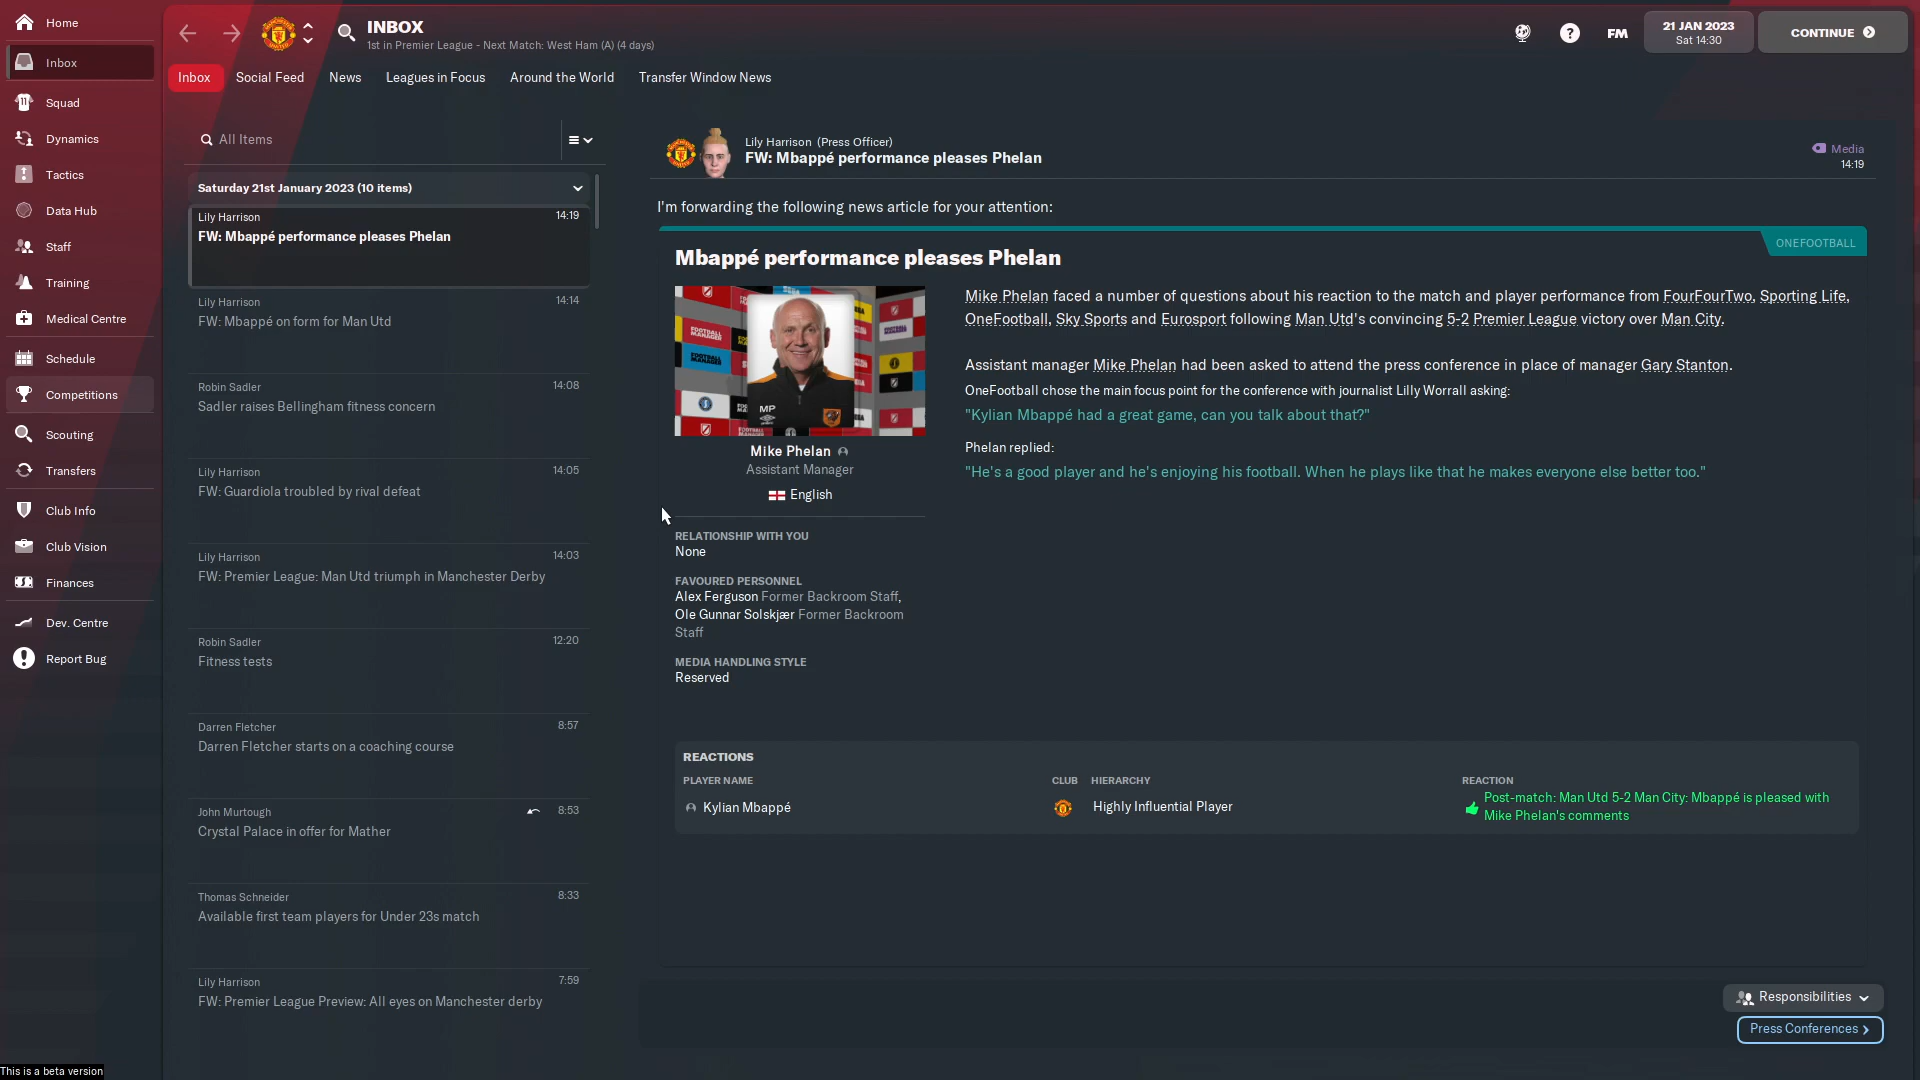 Home
Inbox
Squad
Dynamics
Tactics
Data Hub
Staff
Training
Medical Centre
Schedule
Competitions
Scouting
Transfers
Club Info
Club Vision
Finances
Dev. Centre
Report Bug
This is a beta version
INBOX
1st in Premier League - Next Match: West Ham (A) (4 days)
FM
21 JAN 2023
Sat 14:30
CONTINUE
Inbox
Social Feed
News
Leagues in Focus
Around the World
Transfer Window News
All Items
Saturday 21st January 2023 (10 items)
Lily Harrison 14:19
FW: Mbappé performance pleases Phelan
Lily Harrison 14:14
FW: Mbappé on form for Man Utd
Robin Sadler 14:08
Sadler raises Bellingham fitness concern
Lily Harrison 14:05
FW: Guardiola troubled by rival defeat
Lily Harrison 14:03
FW: Premier League: Man Utd triumph in Manchester Derby
Robin Sadler 12:20
Fitness tests
Darren Fletcher 8:57
Darren Fletcher starts on a coaching course
John Murtough 8:53
Crystal Palace in offer for Mather
Thomas Schneider 8:33
Available first team players for Under 23s match
Lily Harrison 7:59
FW: Premier League Preview: All eyes on Manchester derby
Lily Harrison (Press Officer)
FW: Mbappé performance pleases Phelan
Media
14:19
I'm forwarding the following news article for your attention:
ONEFOOTBALL
Mbappé performance pleases Phelan
MP
Mike Phelan
Assistant Manager
English
RELATIONSHIP WITH YOU
None
FAVOURED PERSONNEL
Alex Ferguson Former Backroom Staff,
Ole Gunnar Solskjær Former Backroom
Staff
MEDIA HANDLING STYLE
Reserved
Mike Phelan faced a number of questions about his reaction to the match and player performance from FourFourTwo, Sporting Life,
OneFootball, Sky Sports and Eurosport following Man Utd's convincing 5-2 Premier League victory over Man City.
Assistant manager Mike Phelan had been asked to attend the press conference in place of manager Gary Stanton.
OneFootball chose the main focus point for the conference with journalist Lilly Worrall asking:
"Kylian Mbappé had a great game, can you talk about that?"
Phelan replied:
"He's a good player and he's enjoying his football. When he plays like that he makes everyone else better too."
REACTIONS
PLAYER NAME CLUB HIERARCHY REACTION
Kylian Mbappé Highly Influential Player Post-match: Man Utd 5-2 Man City: Mbappé is pleased with
Mike Phelan's comments
Responsibilities
Press Conferences